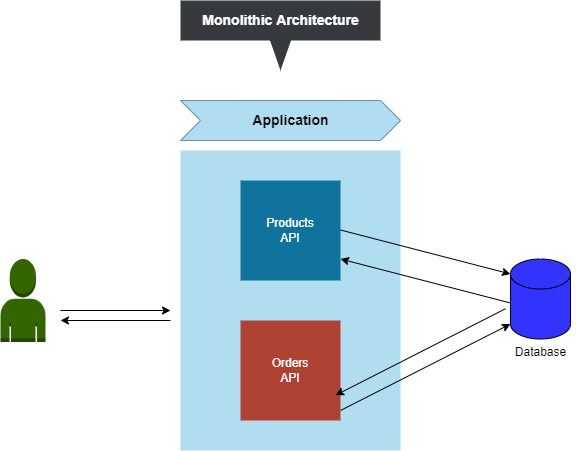 Monolithic Architecture
Application
Products
API
Orders
API
Database